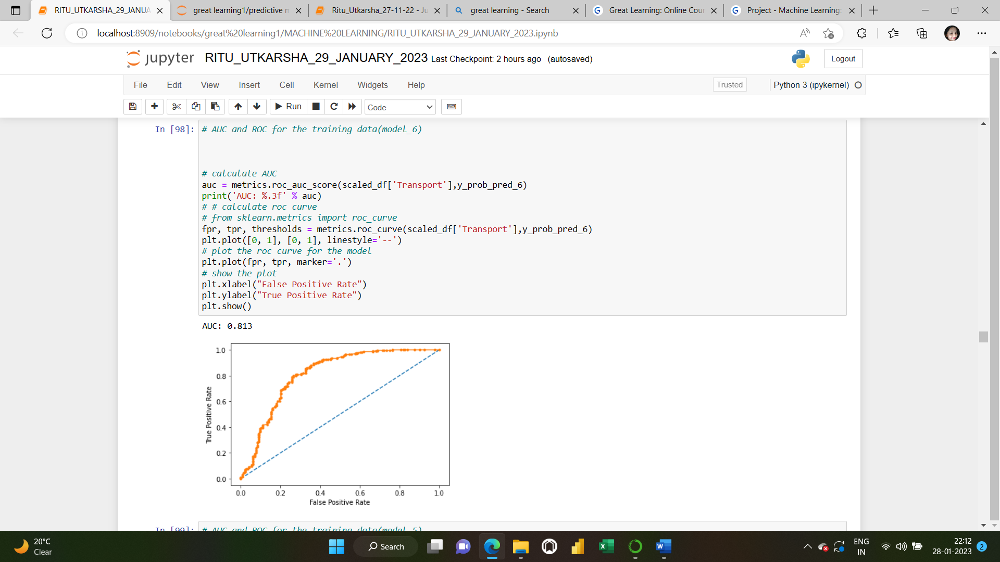 RITU_UTKARSHA_29_JANUA
great learning1/predictive m
Ritu_Utkarsha_27-11-22 - Ju
great learning - Search
Great Learning: Online Cour
Project - Machine Learning:
localhost:8909/notebooks/great%20learning1/MACHINE%20LEARNING/RITU_UTKARSHA_29_JANUARY_2023.ipynb
jupyter RITU_UTKARSHA_29_JANUARY_2023 Last Checkpoint: 2 hours ago (autosaved)
Logout
File Edit View Insert Cell Kernel Widgets Help
Trusted
Python 3 (ipykernel)
Run
Code
In [98]: # AUC and ROC for the training data(model_6)
# calculate AUC
auc = metrics.roc_auc_score(scaled_df['Transport'],y_prob_pred_6)
print('AUC: %.3f' % auc)
# # calculate roc curve
# from sklearn.metrics import roc_curve
fpr, tpr, thresholds = metrics.roc_curve(scaled_df['Transport'],y_prob_pred_6)
plt.plot([0, 1], [0, 1], linestyle='--')
# plot the roc curve for the model
plt.plot(fpr, tpr, marker='.')
# show the plot
plt.xlabel("False Positive Rate")
plt.ylabel("True Positive Rate")
plt.show()
AUC: 0.813
1.0
0.8
0.6
0.4
0.2
0.0
True Positive Rate
0.0 0.2 0.4 0.6 0.8 1.0
False Positive Rate
In [99]: # AUC and ROC for the training data(model_5)
20°C
Clear
Search
ENG
IN
22:12
28-01-2023
2